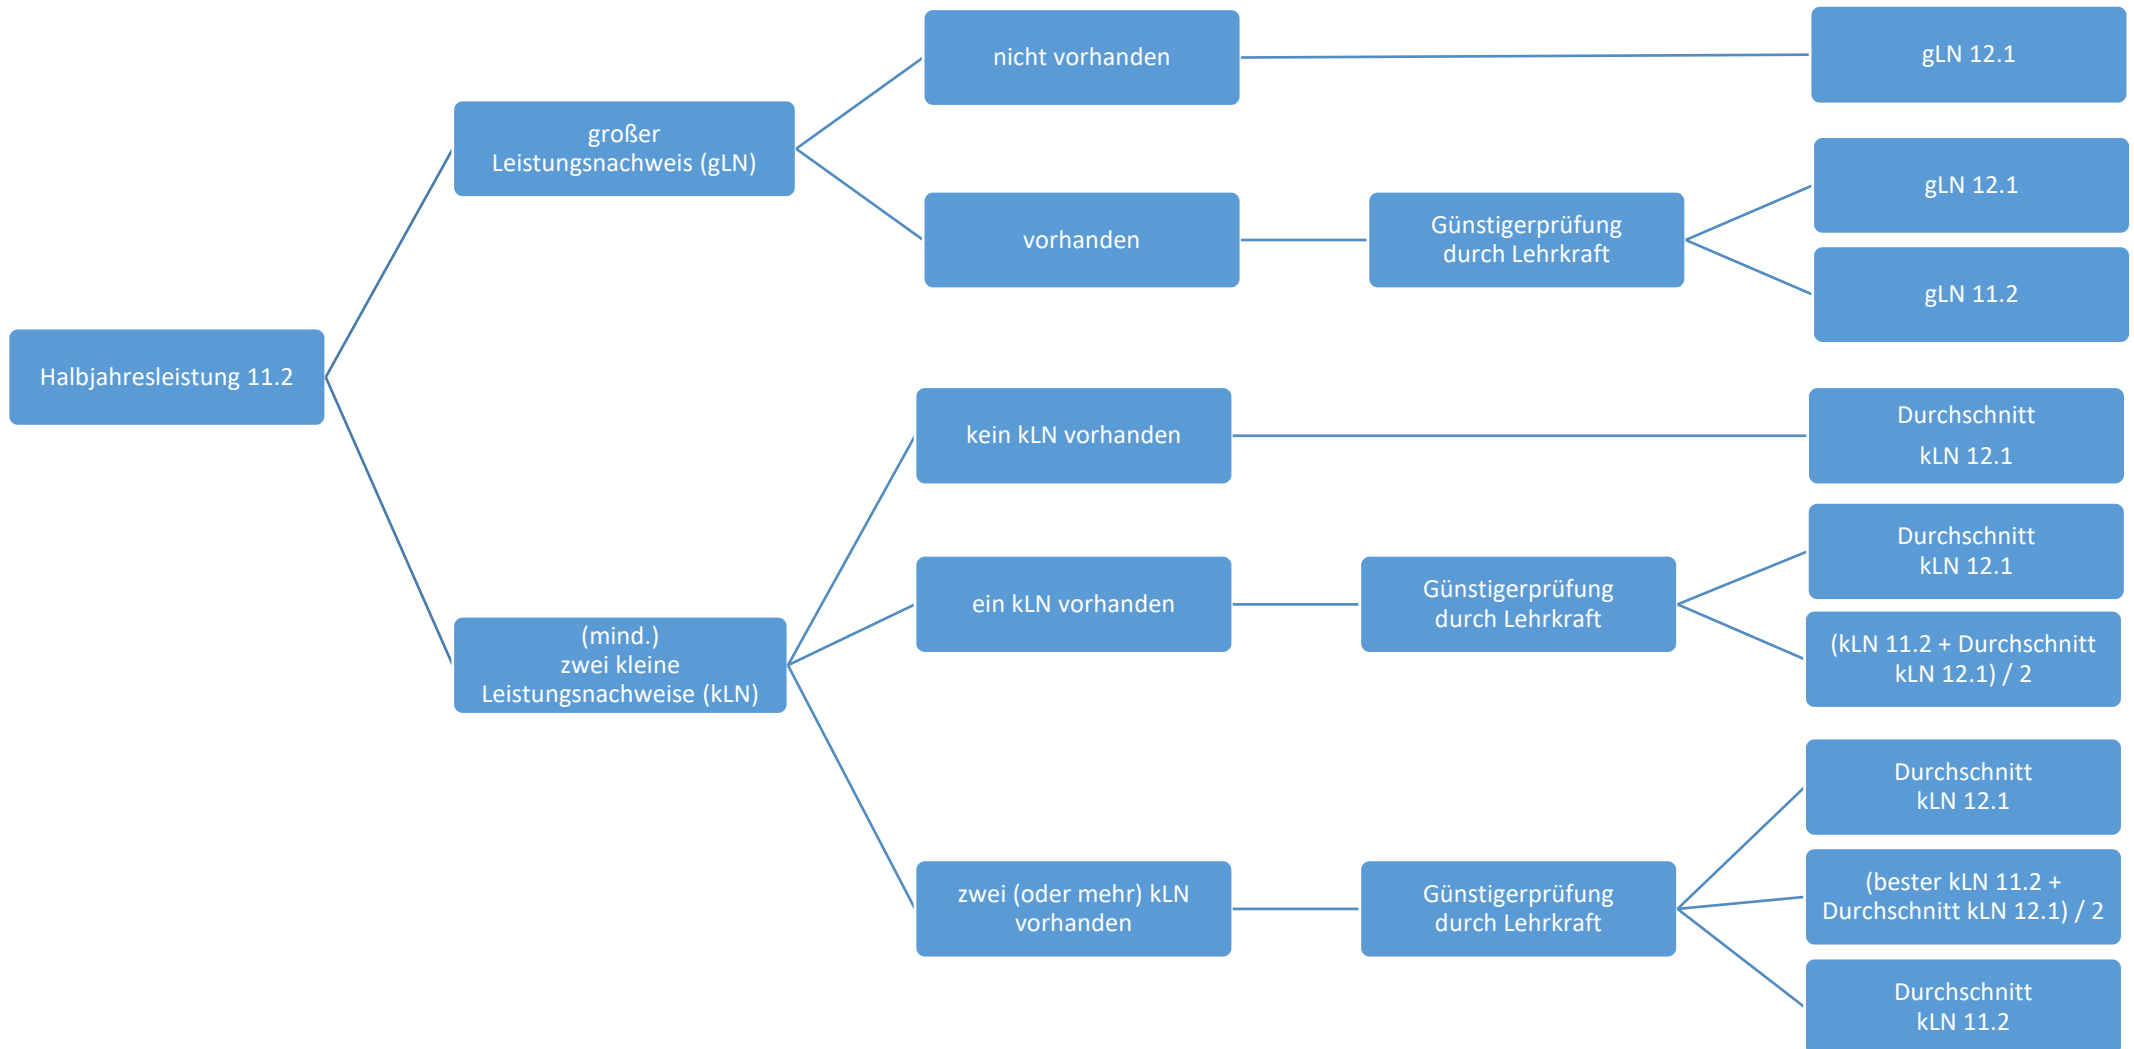 nicht vorhanden
gLN 12.1
großer
Leistungsnachweis (gLN)
gLN 12.1
vorhanden
Günstigerprüfung
durch Lehrkraft
gLN 11.2
Halbjahresleistung 11.2
kein kLN vorhanden
Durchschnitt
kLN 12.1
ein kLN vorhanden
Günstigerprüfung
durch Lehrkraft
Durchschnitt
kLN 12.1
(kLN 11.2 + Durchschnitt
kLN 12.1) / 2
(mind.)
zwei kleine
Leistungsnachweise (kLN)
Durchschnitt
kLN 12.1
zwei (oder mehr) kLN
vorhanden
Günstigerprüfung
durch Lehrkraft
(bester kLN 11.2 +
Durchschnitt kLN 12.1) / 2
Durchschnitt
kLN 11.2